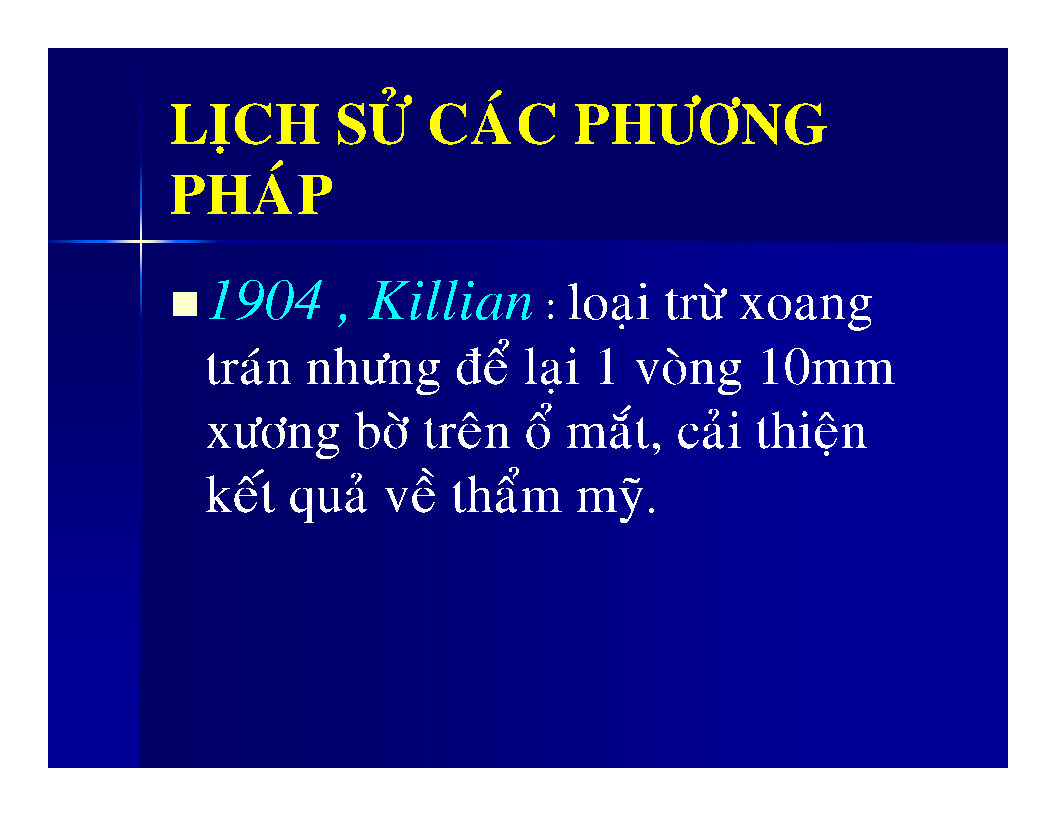 LỊCH SỬ CÁC PHƯƠNG
PHÁP
1904 , Killian : loại trừ xoang
trán nhưng để lại 1 vòng 10mm
xương bờ trên ổ mắt, cải thiện
kết quả về thẩm mỹ.